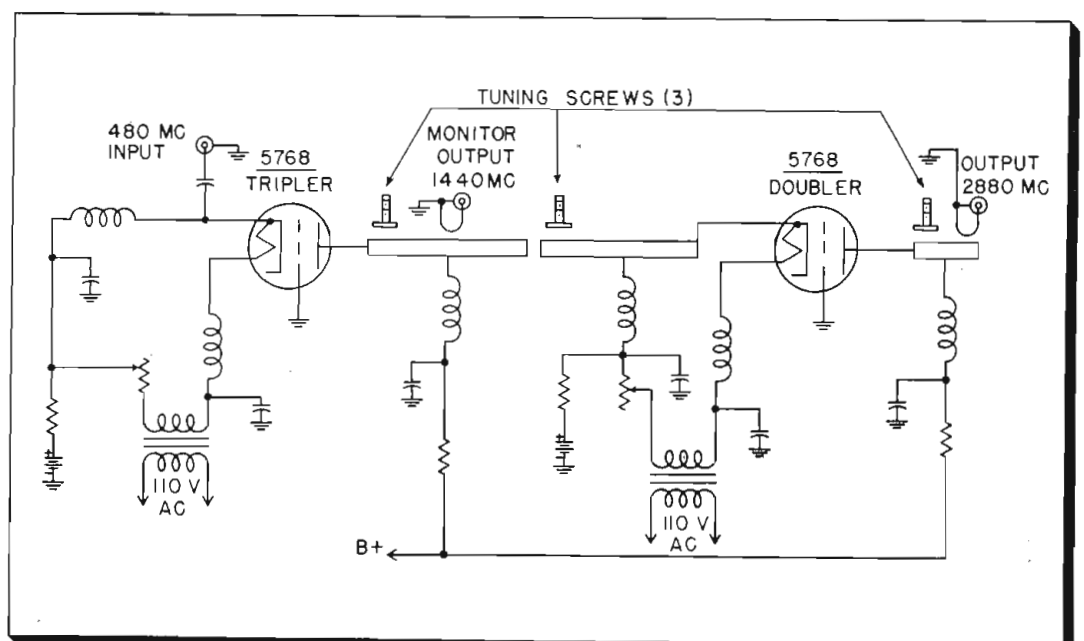 TUNING SCREWS (3)
480 MC
INPUT
5768
TRIPLER
MONITOR
OUTPUT
1440 MC
5768
DOUBLER
OUTPUT
2880 MC
110 V
AC
110 V
AC
B+